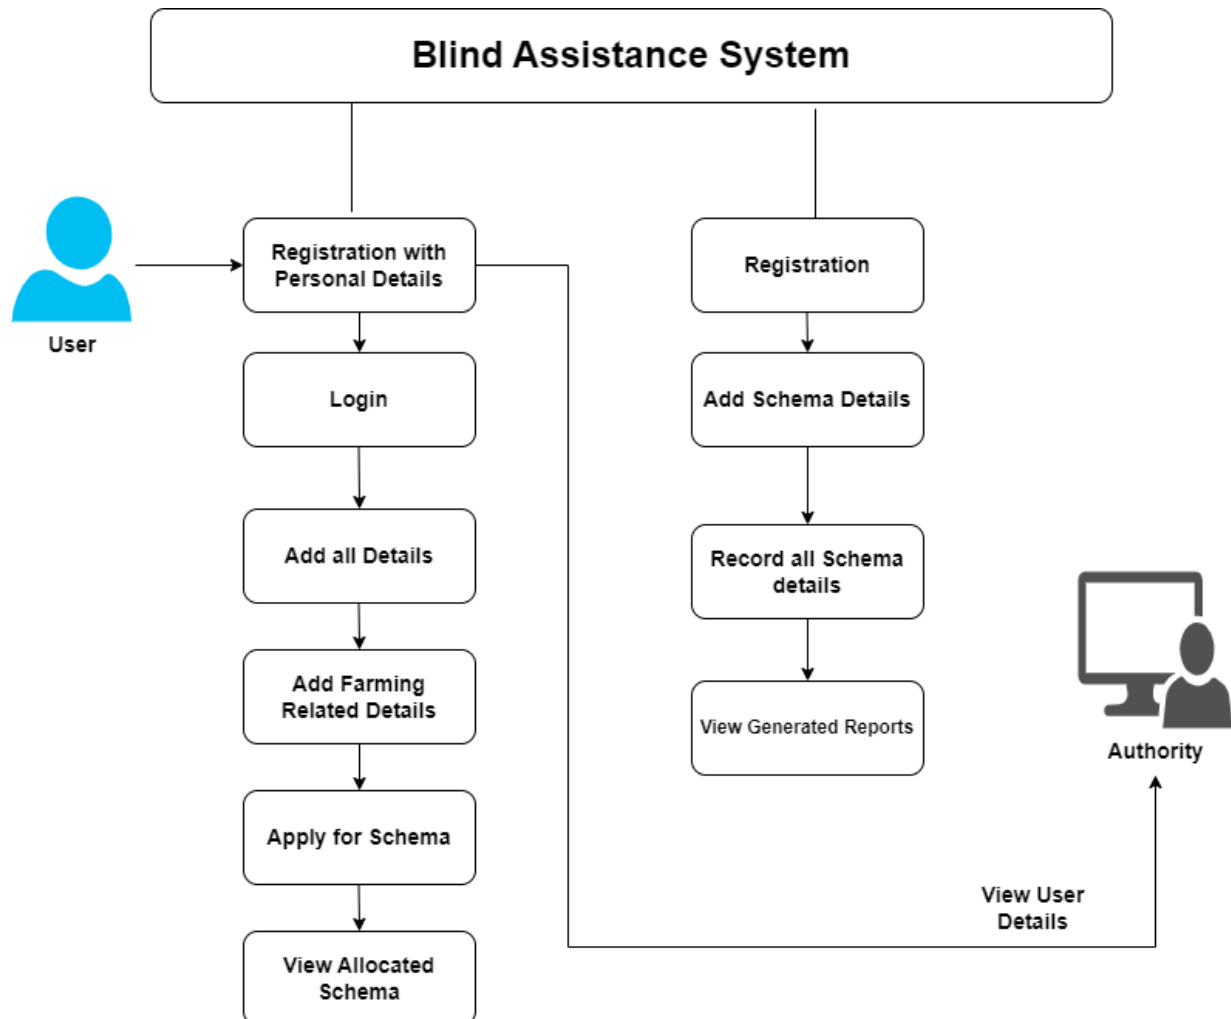 Blind Assistance System
User
Registration with
Personal Details
Login
Add all Details
Add Farming
Related Details
Apply for Schema
View Allocated
Schema
Registration
Add Schema Details
Record all Schema
details
View Generated Reports
Authority
View User
Details